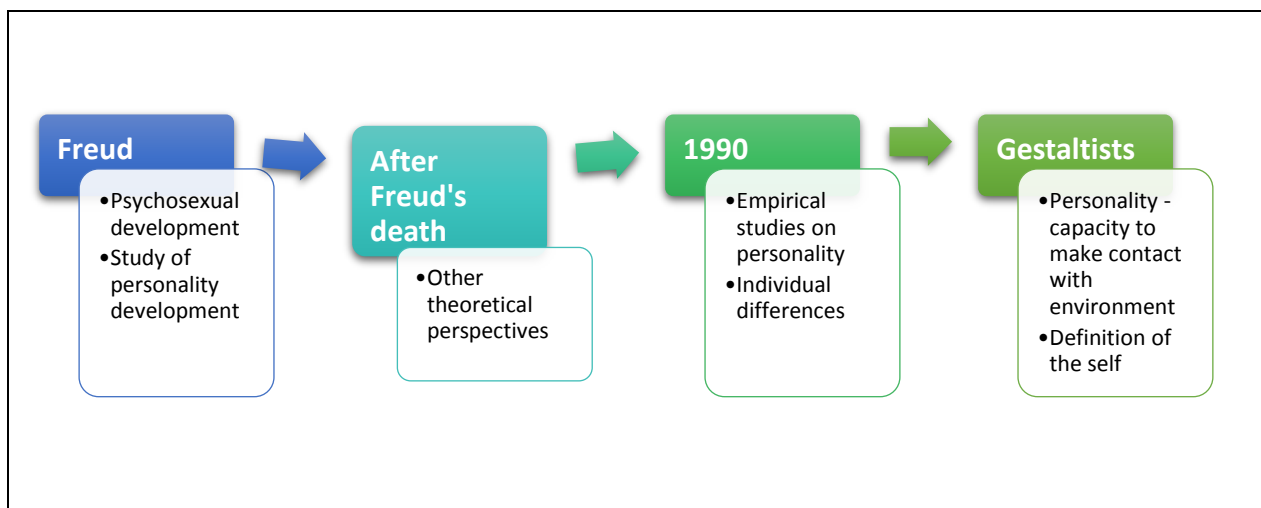 Freud
•Psychosexual
development
•Study of
personality
development
After
Freud's
death
•Other
theoretical
perspectives
1990
•Empirical
studies on
personality
•Individual
differences
Gestaltists
•Personality -
capacity to
make contact
with
environment
•Definition of
the self